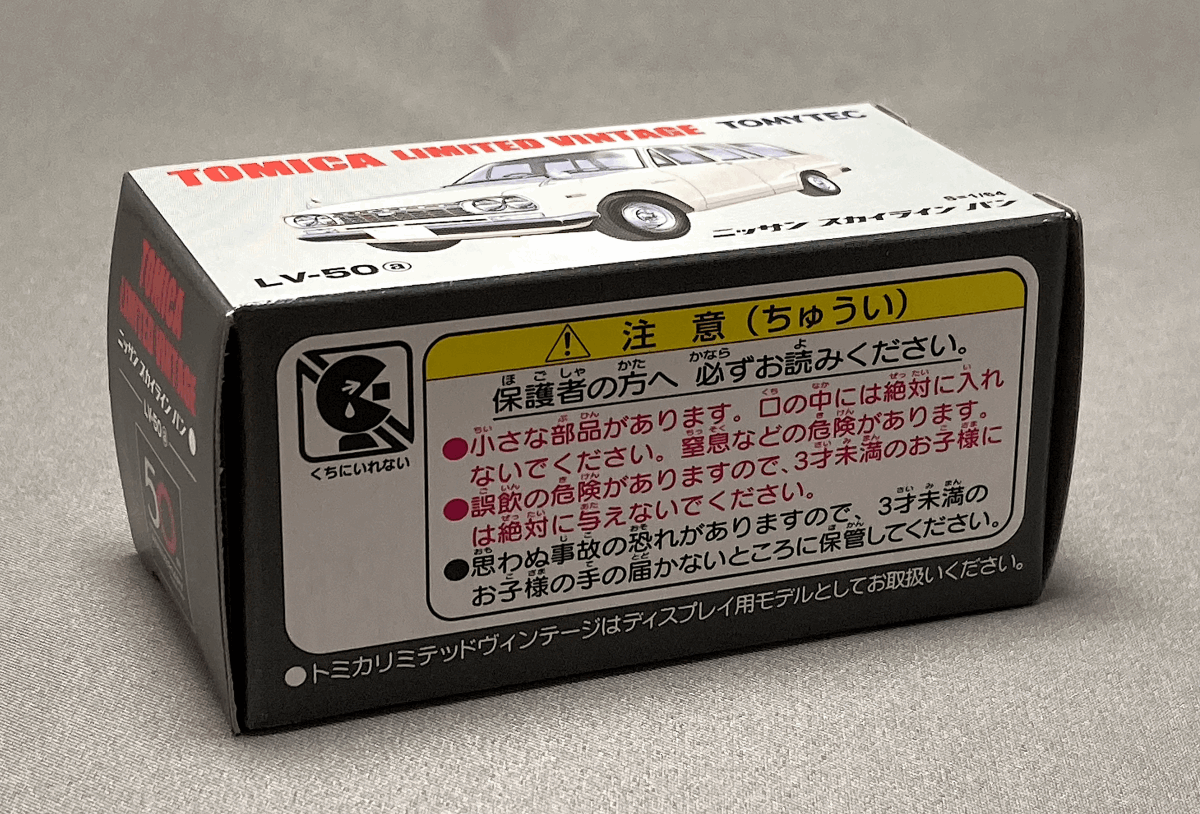 TOMICA LIMITED VINTAGE TOMYTEC
S=1/64
ニッサン スカイライン バン
LV-50ⓐ
TOMICA
LIMITED VINTAGE
ニッサン スカイライン バン
LV-50ⓐ
50
くちにいれない
注意(ちゅうい)
保護者の方へ 必ずお読みください。
●小さな部品があります。口の中には絶対に入れ
ないでください。窒息などの危険があります。
●誤飲の危険がありますので、3才未満のお子様に
は絶対に与えないでください。
●思わぬ事故の恐れがありますので、3才未満の
お子様の手の届かないところに保管してください。
●トミカリミテッドヴィンテージはディスプレイ用モデルとしてお取扱いください。